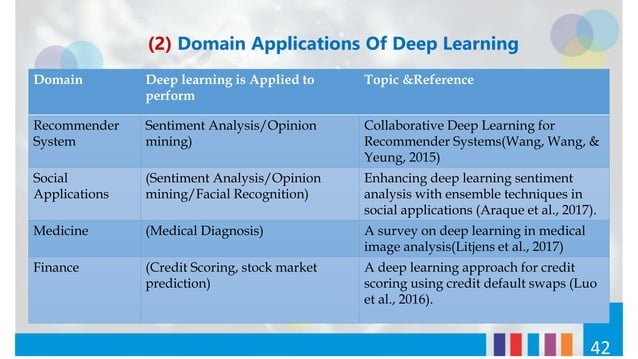 (2) Domain Applications Of Deep Learning
Domain
Deep learning is Applied to
perform
Topic &Reference
Recommender
System
Sentiment Analysis/Opinion
mining)
Collaborative Deep Learning for
Recommender Systems(Wang, Wang, &
Yeung, 2015)
Social
Applications
(Sentiment Analysis/Opinion
mining/Facial Recognition)
Enhancing deep learning sentiment
analysis with ensemble techniques in
social applications (Araque et al., 2017).
Medicine
(Medical Diagnosis)
A survey on deep learning in medical
image analysis(Litjens et al., 2017)
Finance
(Credit Scoring, stock market
prediction)
A deep learning approach for credit
scoring using credit default swaps (Luo
et al., 2016).
42